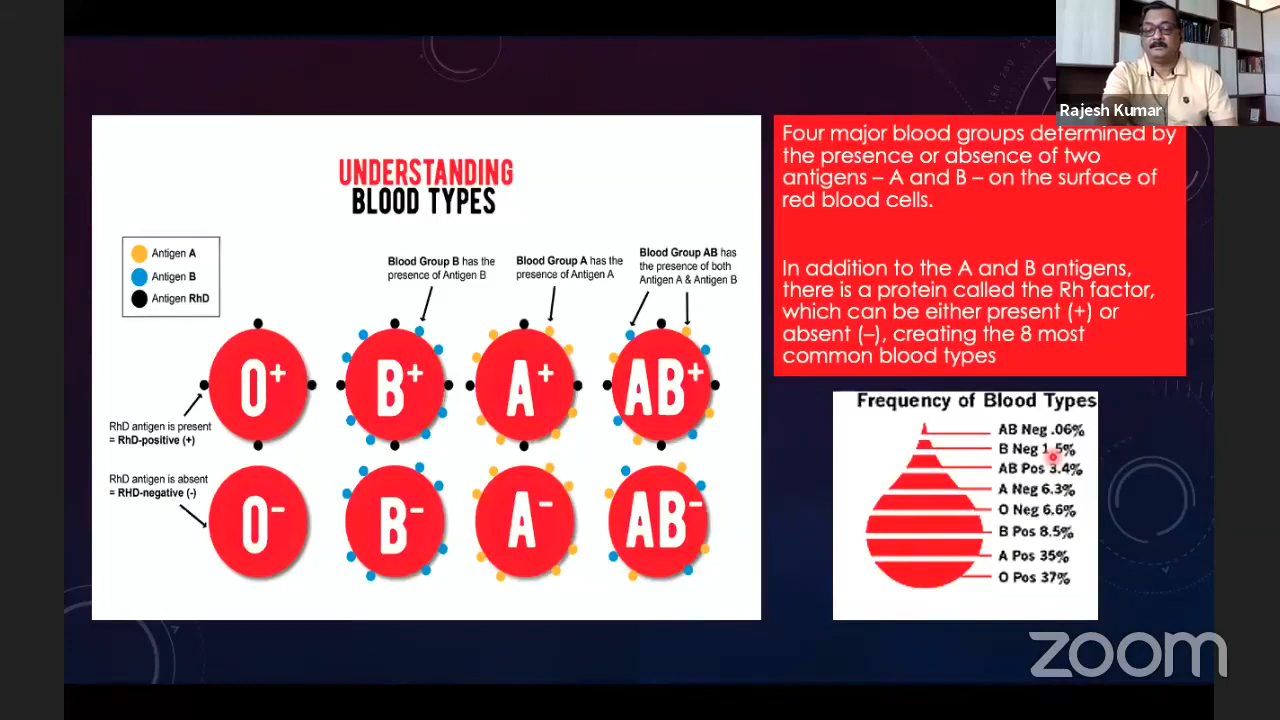 Rajesh Kumar
UNDERSTANDING
BLOOD TYPES
Antigen A
Antigen B
Antigen RhD
Blood Group B has the
presence of Antigen B
Blood Group A has the
presence of Antigen A
Blood Group AB has
the presence of both
Antigen A & Antigen B
O+
B+
A+
AB+
RhD antigen is present
= RhD-positive (+)
RhD antigen is absent
= RHD-negative (-)
O-
B-
A-
AB-
Four major blood groups determined by
the presence or absence of two
antigens – A and B – on the surface of
red blood cells.
In addition to the A and B antigens,
there is a protein called the Rh factor,
which can be either present (+) or
absent (–), creating the 8 most
common blood types
Frequency of Blood Types
AB Neg .06%
B Neg 1.5%
AB Pos 3.4%
A Neg 6.3%
O Neg 6.6%
B Pos 8.5%
A Pos 35%
O Pos 37%
zoom